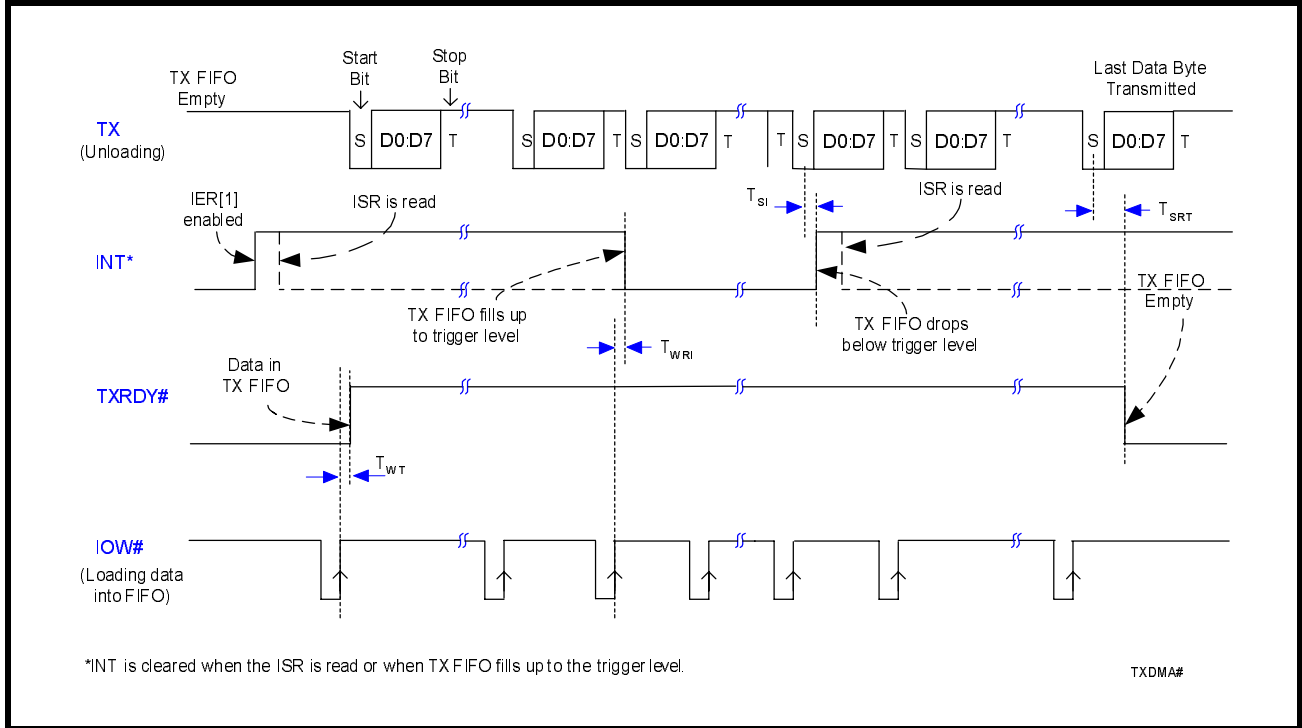 TX FIFO
Empty
Start
Bit
Stop
Bit
Last Data Byte
Transmitted
TX
(Unloading)
S D0:D7 T S D0:D7 T S D0:D7 T T S D0:D7 T S D0:D7 T S D0:D7 T
IER[1]
enabled
ISR is read
TSI
ISR is read
TSRT
INT*
TX FIFO fills up
to trigger level
TX FIFO drops
below trigger level
TX FIFO
Empty
TWRI
Data in
TX FIFO
TXRDY#
TWT
IOW#
(Loading data
into FIFO)
*INT is cleared when the ISR is read or when TX FIFO fills up to the trigger level.
TXDMA#